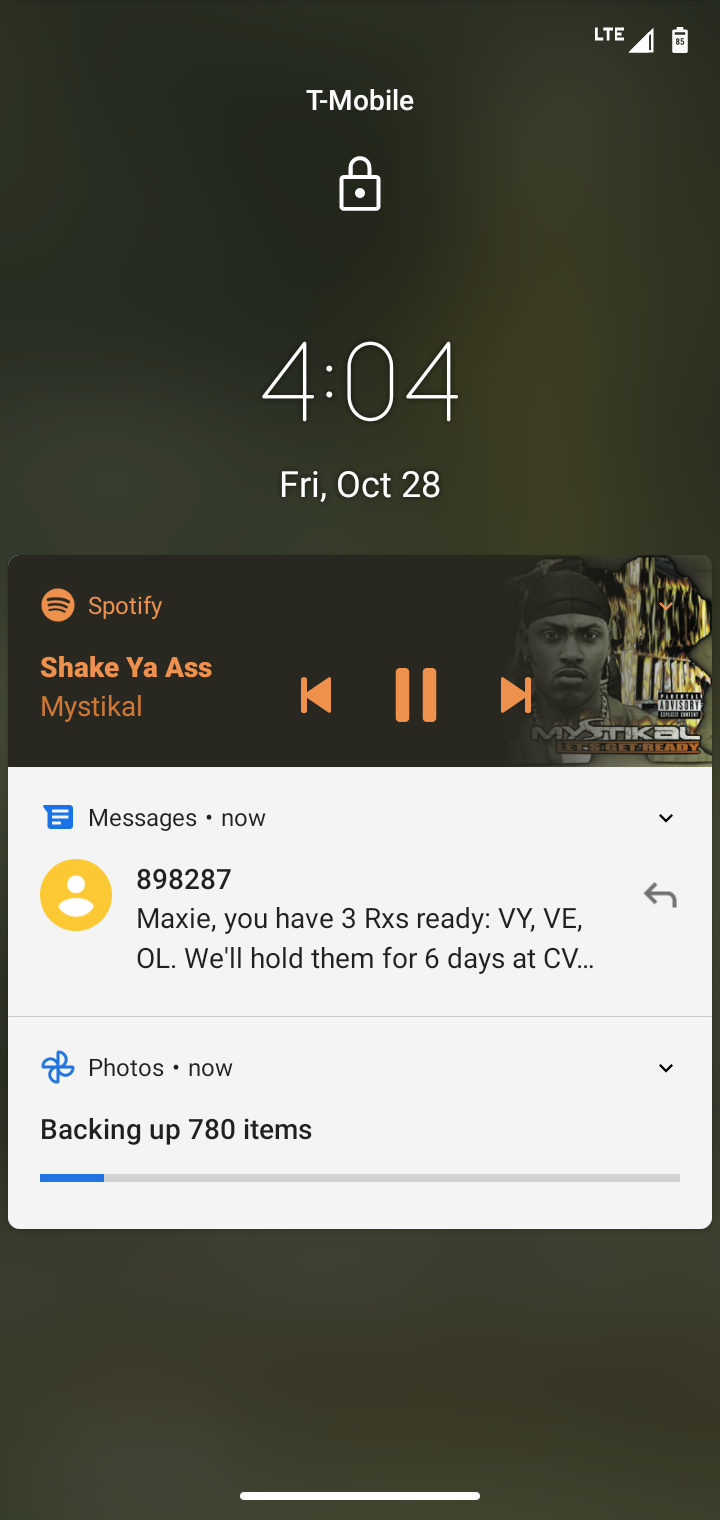 LTE
85
T-Mobile
4:04
Fri, Oct 28
Spotify
Shake Ya Ass
Mystikal
PARENTAL
ADVISORY
EXPLICIT CONTENT
MYSTIKAL
LET'S GET READY
Messages • now
898287
Maxie, you have 3 Rxs ready: VY, VE,
OL. We'll hold them for 6 days at CV…
Photos • now
Backing up 780 items